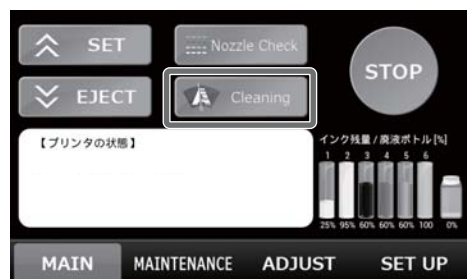 SET
Nozzle Check
STOP
EJECT
Cleaning
【プリンタの状態】
インク残量 / 廃液ボトル [%]
1 2 3 4 5 6
25% 95% 60% 60% 60% 100 0%
MAIN MAINTENANCE ADJUST SET UP